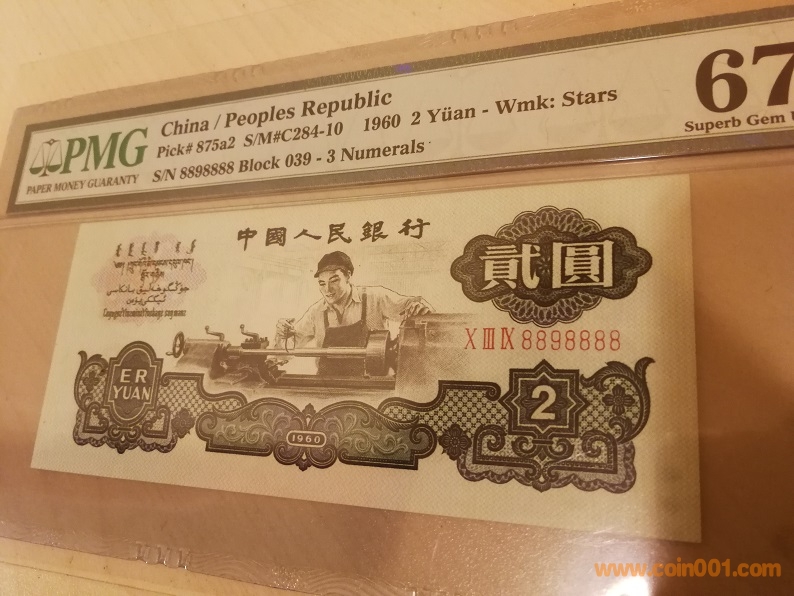 PMG
PAPER MONEY GUARANTY
China / Peoples Republic
Pick# 875a2 S/M#C284-10 1960 2 Yüan - Wmk: Stars
S/N 8898888 Block 039 - 3 Numerals
67
Superb Gem
中國人民銀行
貳圓
X III IX 8898888
ER
YUAN
2
1960
www.coin001.com